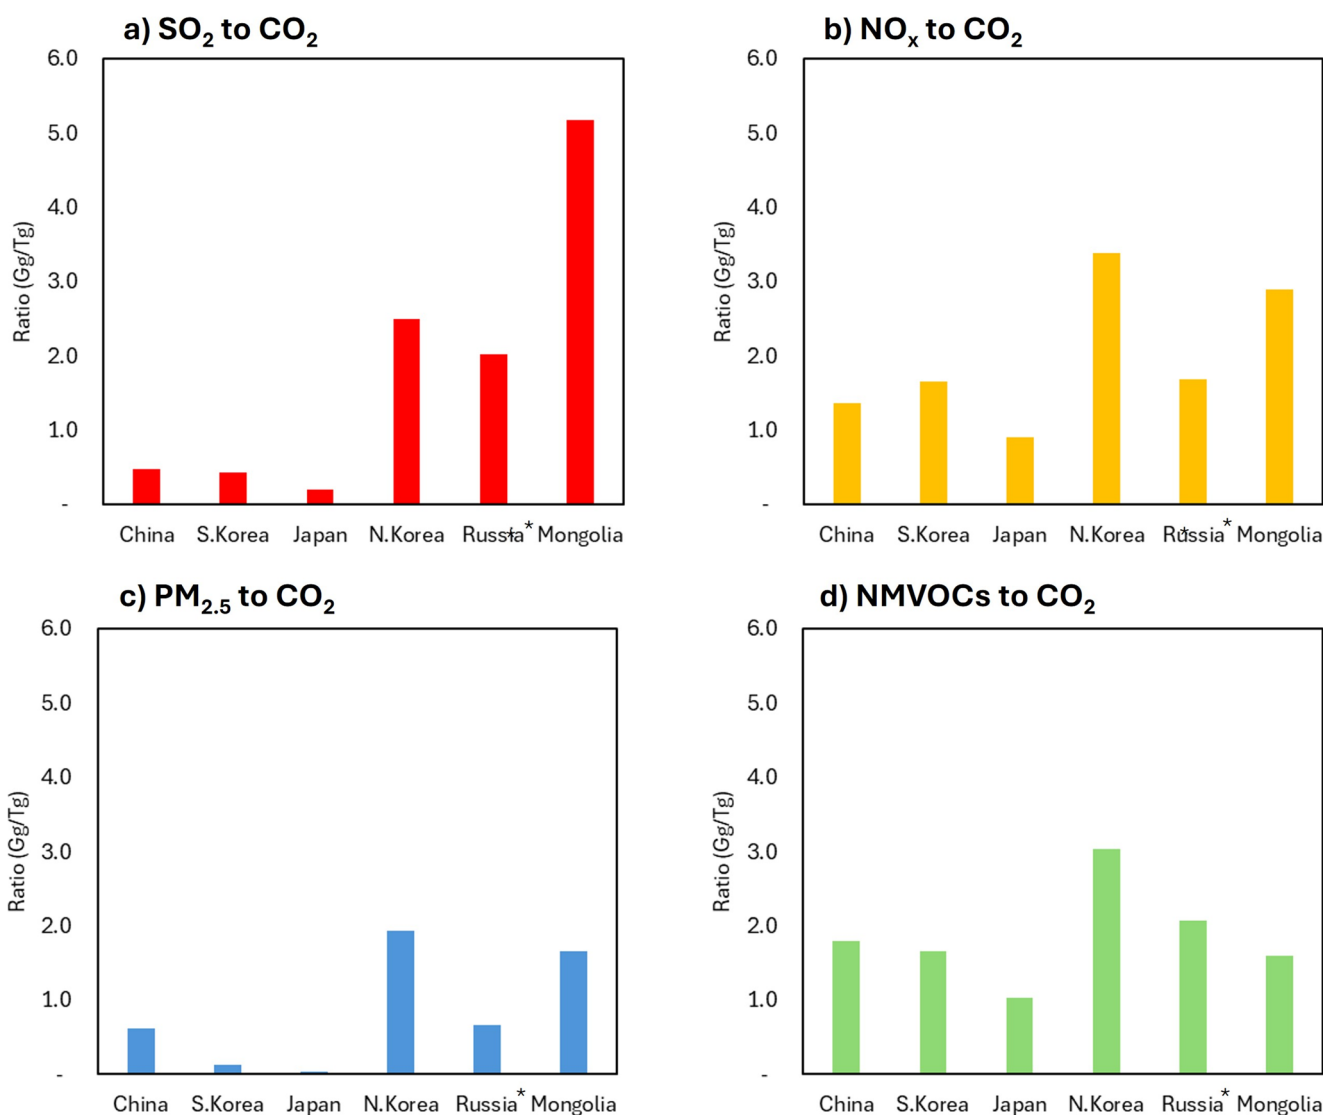 a) SO₂ to CO₂
6.0
5.0
4.0
3.0
2.0
1.0
-
Ratio (Gg/Tg)
China S.Korea Japan N.Korea Russia* Mongolia
b) NOₓ to CO₂
6.0
5.0
4.0
3.0
2.0
1.0
-
Ratio (Gg/Tg)
China S.Korea Japan N.Korea Russia* Mongolia
c) PM₂.₅ to CO₂
6.0
5.0
4.0
3.0
2.0
1.0
-
Ratio (Gg/Tg)
China S.Korea Japan N.Korea Russia* Mongolia
d) NMVOCs to CO₂
6.0
5.0
4.0
3.0
2.0
1.0
-
Ratio (Gg/Tg)
China S.Korea Japan N.Korea Russia* Mongolia